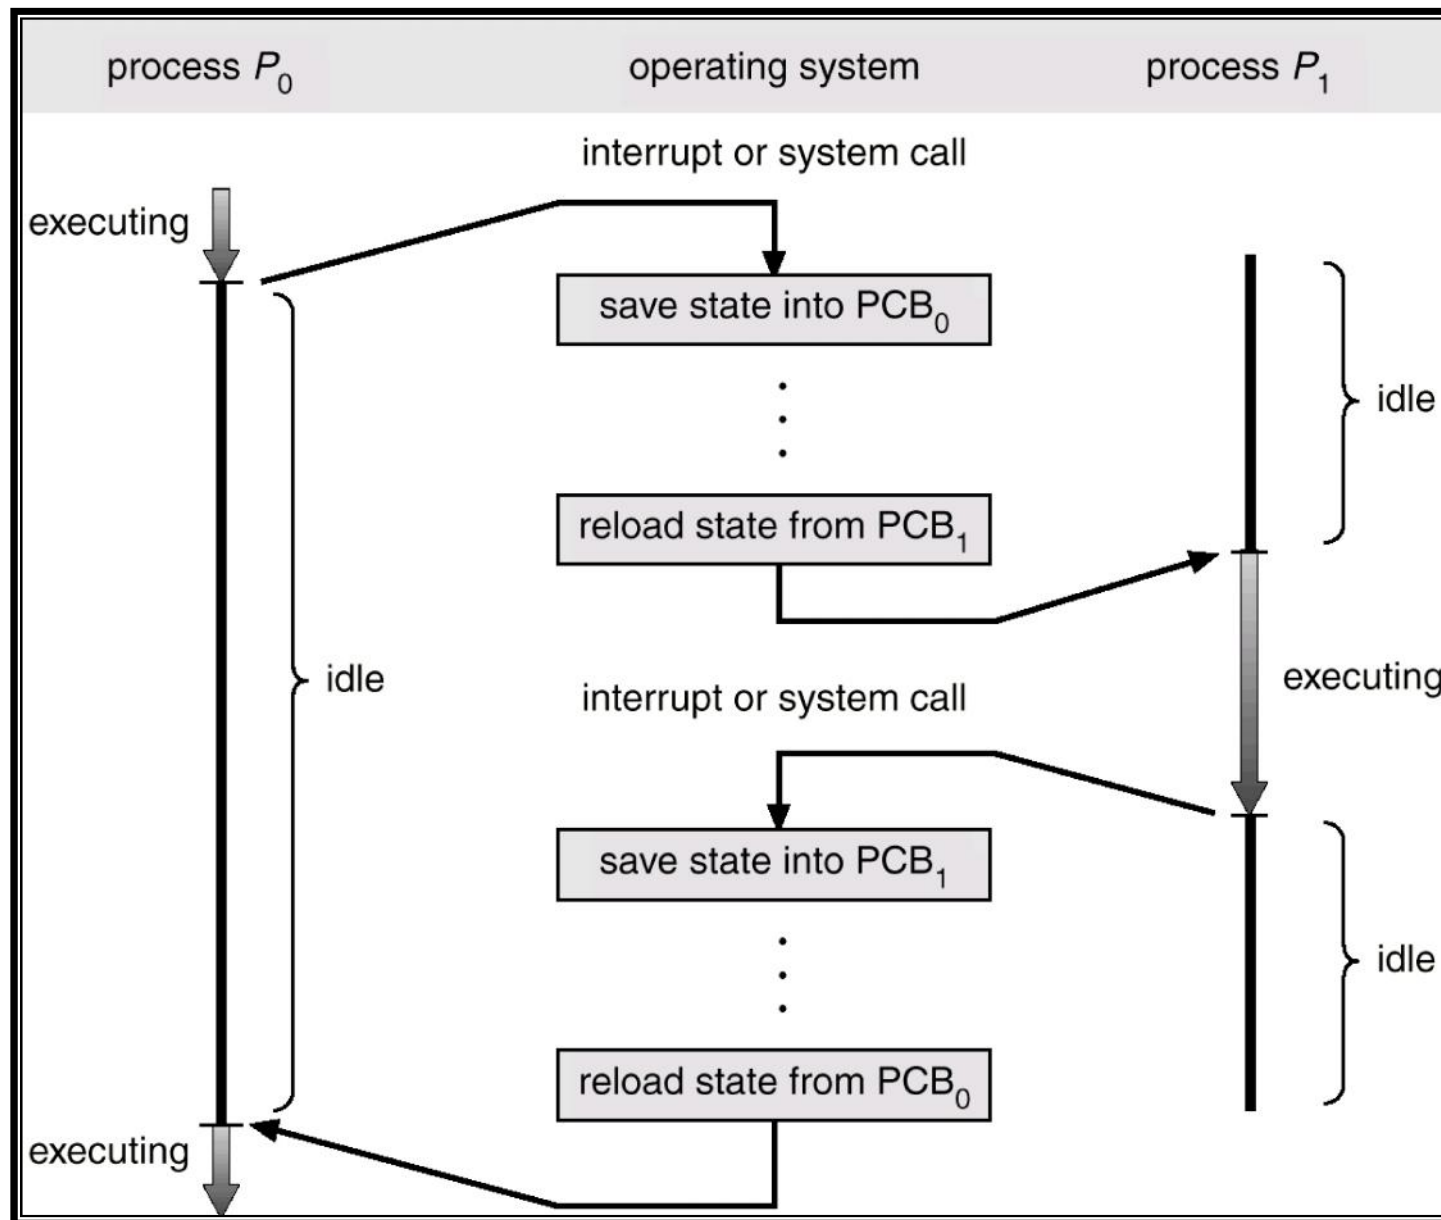 process P0
operating system
process P1
interrupt or system call
executing
save state into PCB0
idle
reload state from PCB1
idle
executing
interrupt or system call
save state into PCB1
idle
reload state from PCB0
executing